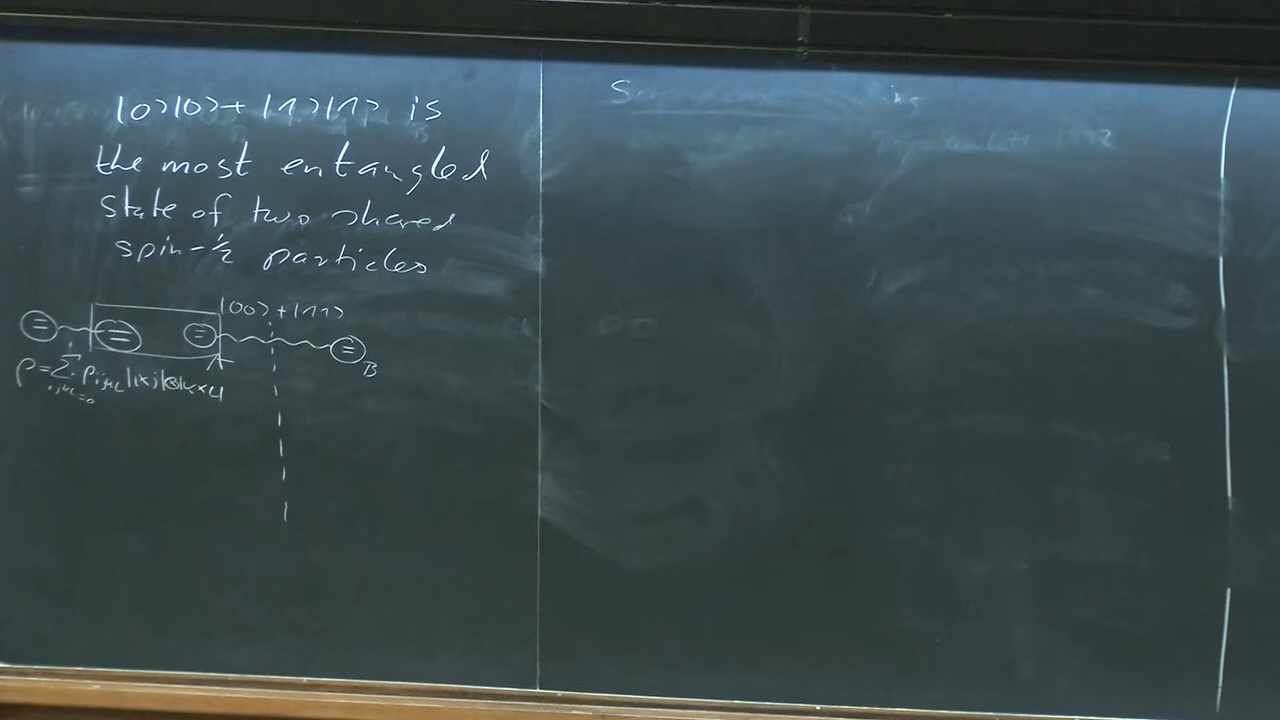 |0>|0> + |1>|1> is
the most entangled
state of two shared
spin-½ particles
|00> + |11>
A
B
ρ = Σ ρijkl |i><j|⊗|k><l|
i,j,k,l=0